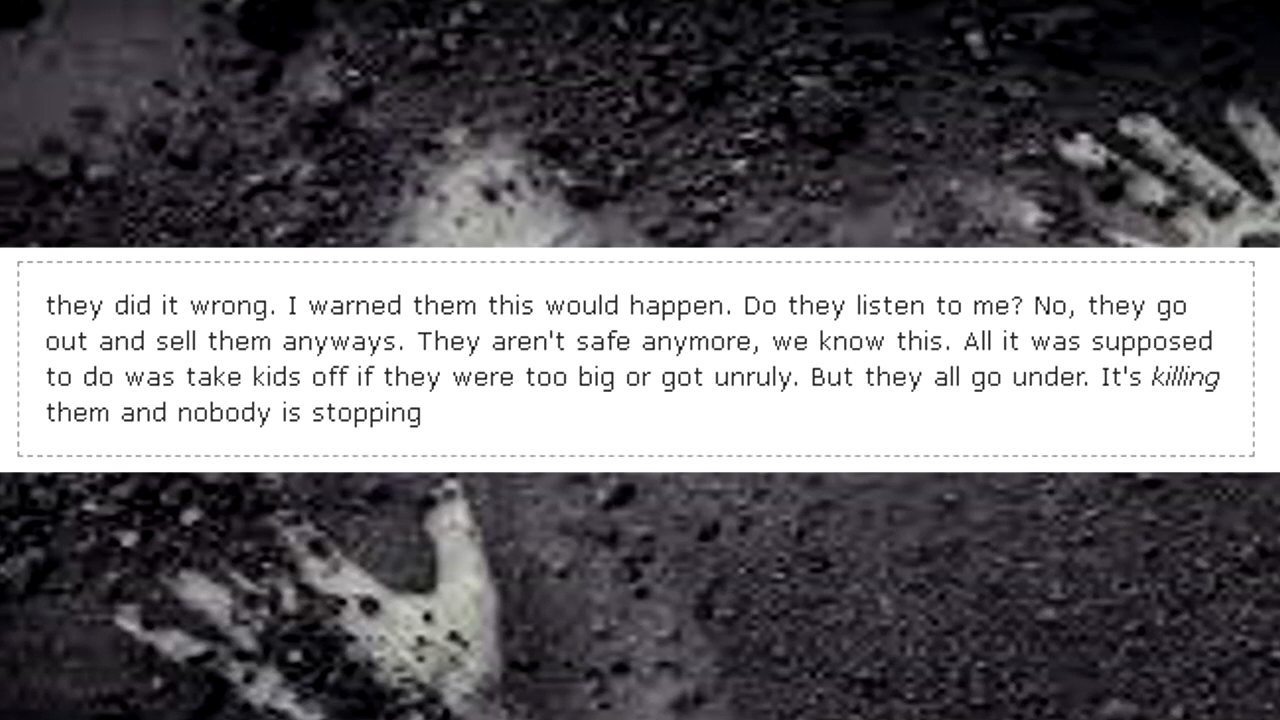 they did it wrong. I warned them this would happen. Do they listen to me? No, they go
out and sell them anyways. They aren't safe anymore, we know this. All it was supposed
to do was take kids off if they were too big or got unruly. But they all go under. It's killing
them and nobody is stopping